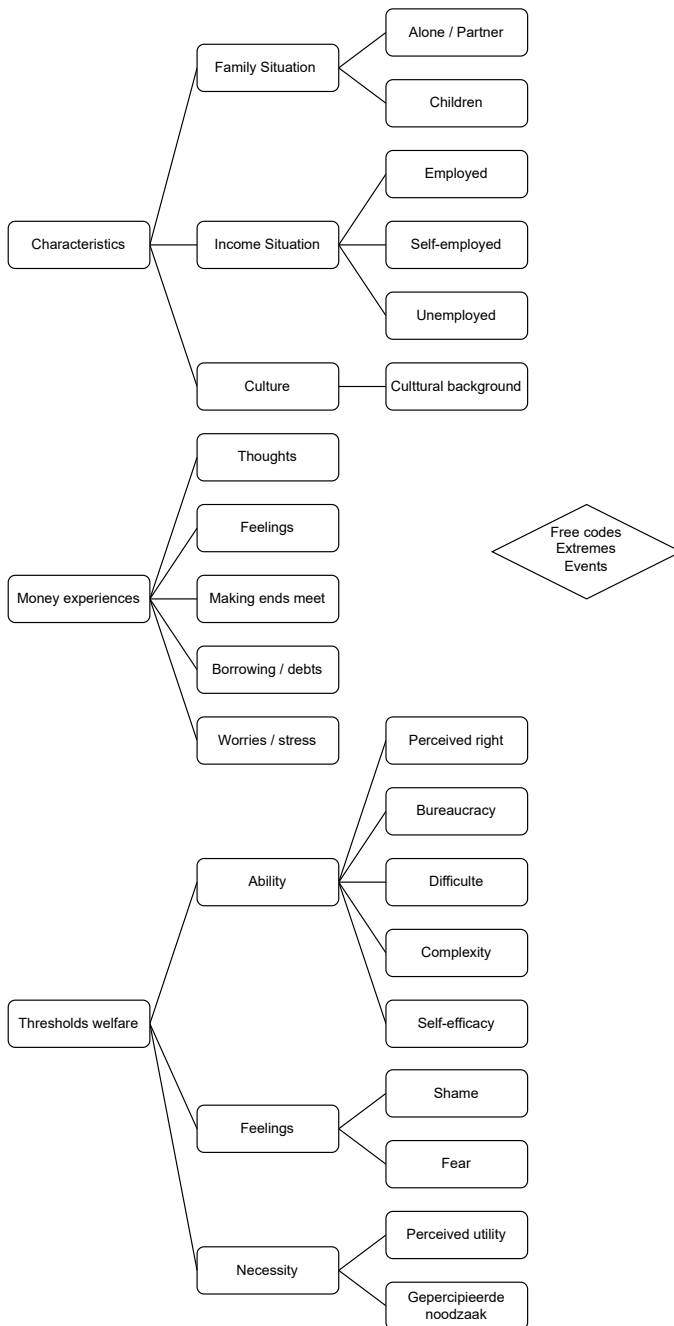 Alone / Partner
Family Situation
Children
Employed
Characteristics
Income Situation
Self-employed
Unemployed
Culture
Culttural background
Thoughts
Feelings
Free codes
Extremes
Events
Money experiences
Making ends meet
Borrowing / debts
Worries / stress
Perceived right
Bureaucracy
Ability
Difficulte
Complexity
Thresholds welfare
Self-efficacy
Shame
Feelings
Fear
Perceived utility
Necessity
Gepercipieerde
noodzaak